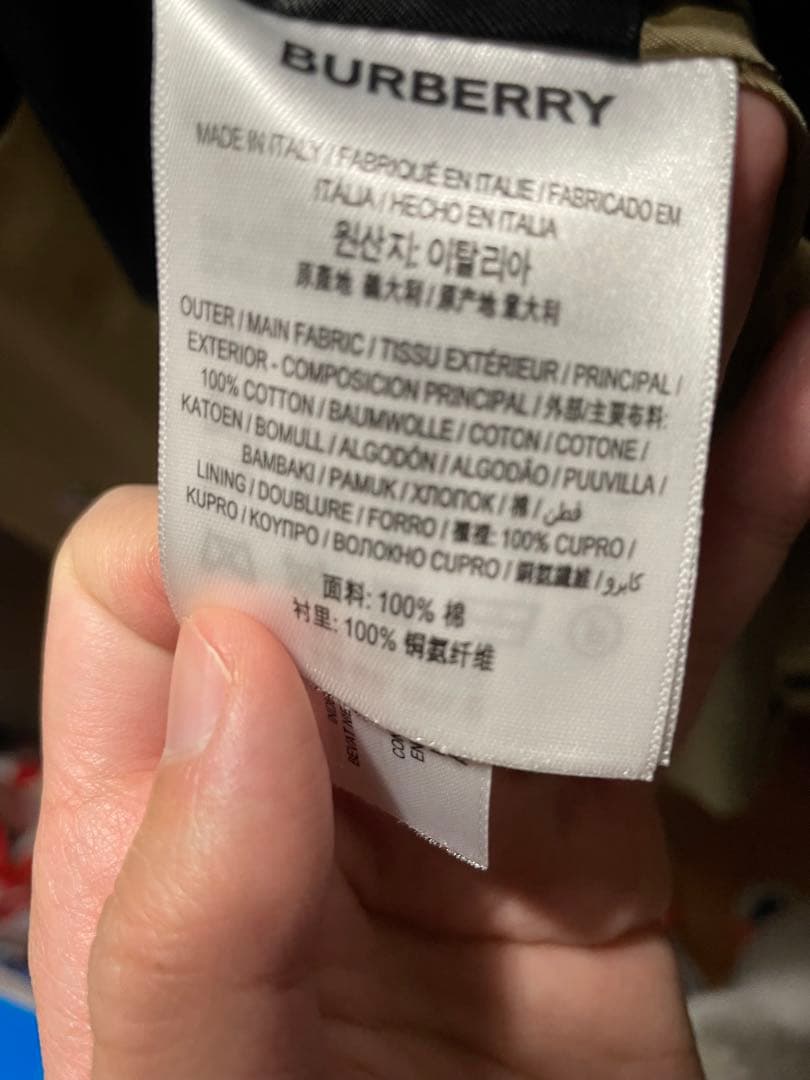 BURBERRY
MADE IN ITALY / FABRIQUÉ EN ITALIE / FABRICADO EM
ITÁLIA / HECHO EN ITALIA
원산지: 이탈리아
原產地 義大利 / 原产地 意大利
OUTER / MAIN FABRIC / TISSU EXTÉRIEUR / PRINCIPAL /
EXTERIOR - COMPOSICION PRINCIPAL / 外部/主要布料:
100% COTTON / BAUMWOLLE / COTON / COTONE /
KATOEN / BOMULL / ALGODÓN / ALGODÃO / PUUVILLA /
BAMBAKI / PAMUK / ХЛОПОК / 棉 / قطن
LINING / DOUBLURE / FORRO / 覆裡: 100% CUPRO /
KUPRO / ΚΟΥΠΡΟ / ВОЛОКНО CUPRO / 銅氨纖維 / كابرو
面料: 100% 棉
衬里: 100% 铜氨纤维